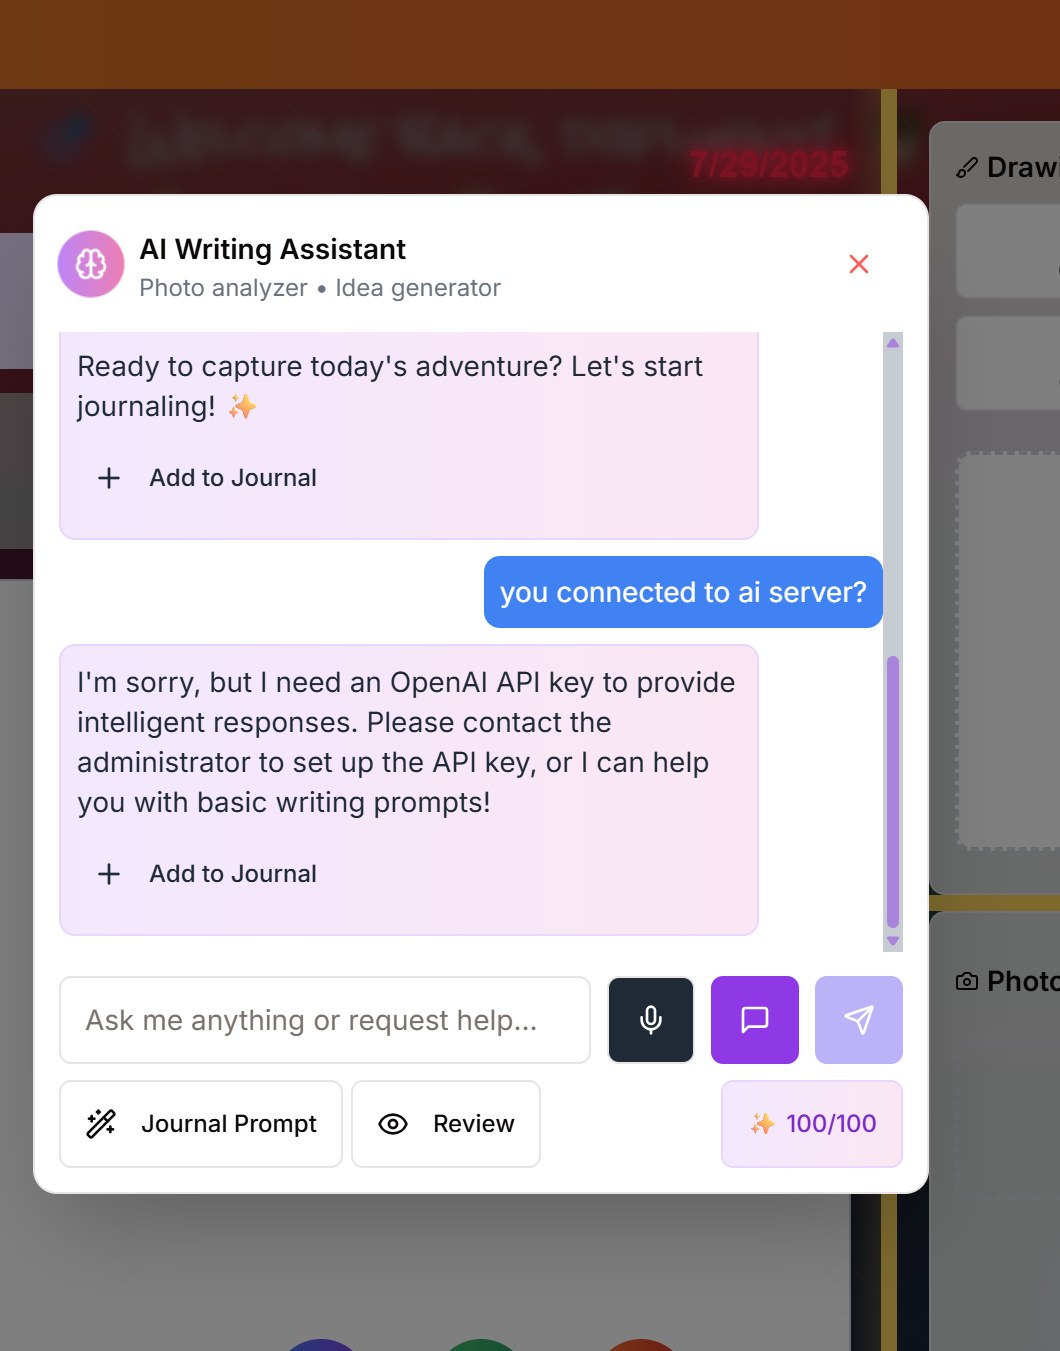 7/29/2025
Drawi
AI Writing Assistant
Photo analyzer • Idea generator
Ready to capture today's adventure? Let's start
journaling! ✨
Add to Journal
you connected to ai server?
I'm sorry, but I need an OpenAI API key to provide
intelligent responses. Please contact the
administrator to set up the API key, or I can help
you with basic writing prompts!
Add to Journal
Photo
Ask me anything or request help...
Journal Prompt
Review
✨ 100/100